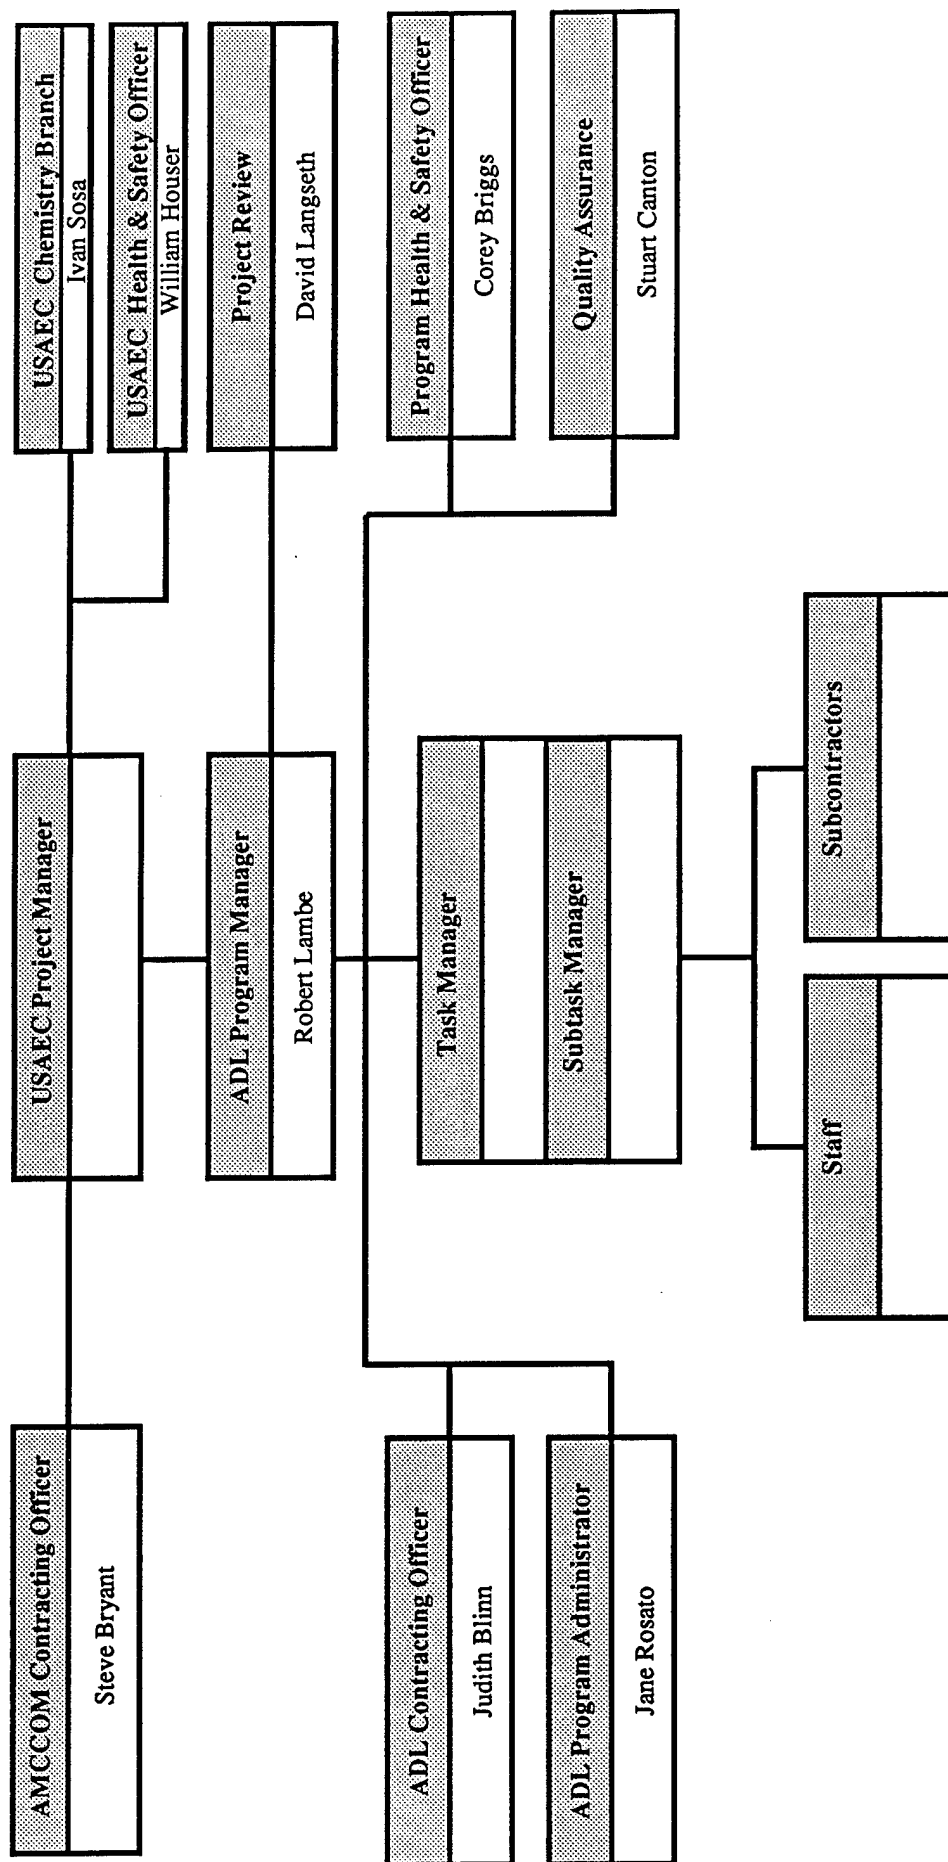 AMCCOM Contracting Officer
Steve Bryant
USAEC Project Manager
USAEC Chemistry Branch
Ivan Sosa
USAEC Health & Safety Officer
William Houser
ADL Program Manager
Robert Lambe
Project Review
David Langseth
ADL Contracting Officer
Judith Blinn
ADL Program Administrator
Jane Rosato
Task Manager
Subtask Manager
Program Health & Safety Officer
Corey Briggs
Quality Assurance
Stuart Canton
Staff
Subcontractors